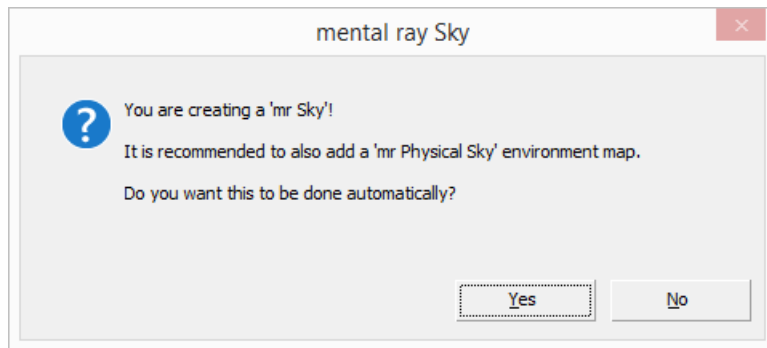 mental ray Sky
You are creating a 'mr Sky'!
It is recommended to also add a 'mr Physical Sky' environment map.
Do you want this to be done automatically?
Yes
No